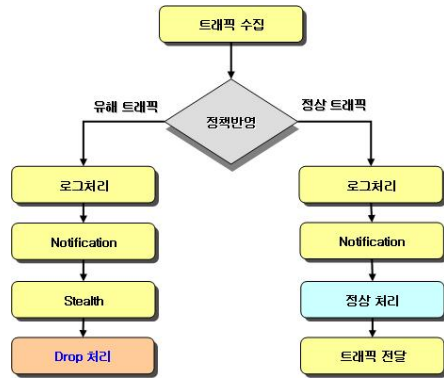 트래픽 수집
유해 트래픽
정상 트래픽
정책반영
로그처리
로그처리
Notification
Notification
Stealth
정상 처리
Drop 처리
트래픽 전달